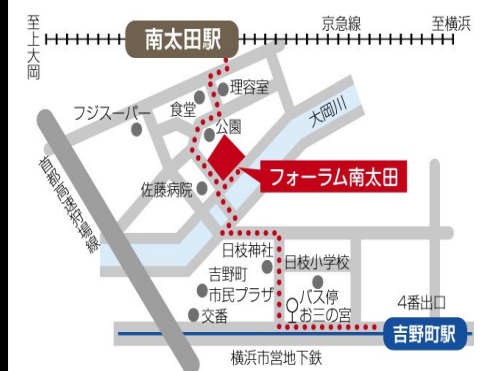 至上大岡
南太田駅
京急線
至横浜
理容室
食堂
フジスーパー
公園
大岡川
フォーラム南太田
佐藤病院
首都高速狩場線
日枝神社
日枝小学校
吉野町
市民プラザ
バス停
お三の宮
交番
4番出口
吉野町駅
横浜市営地下鉄